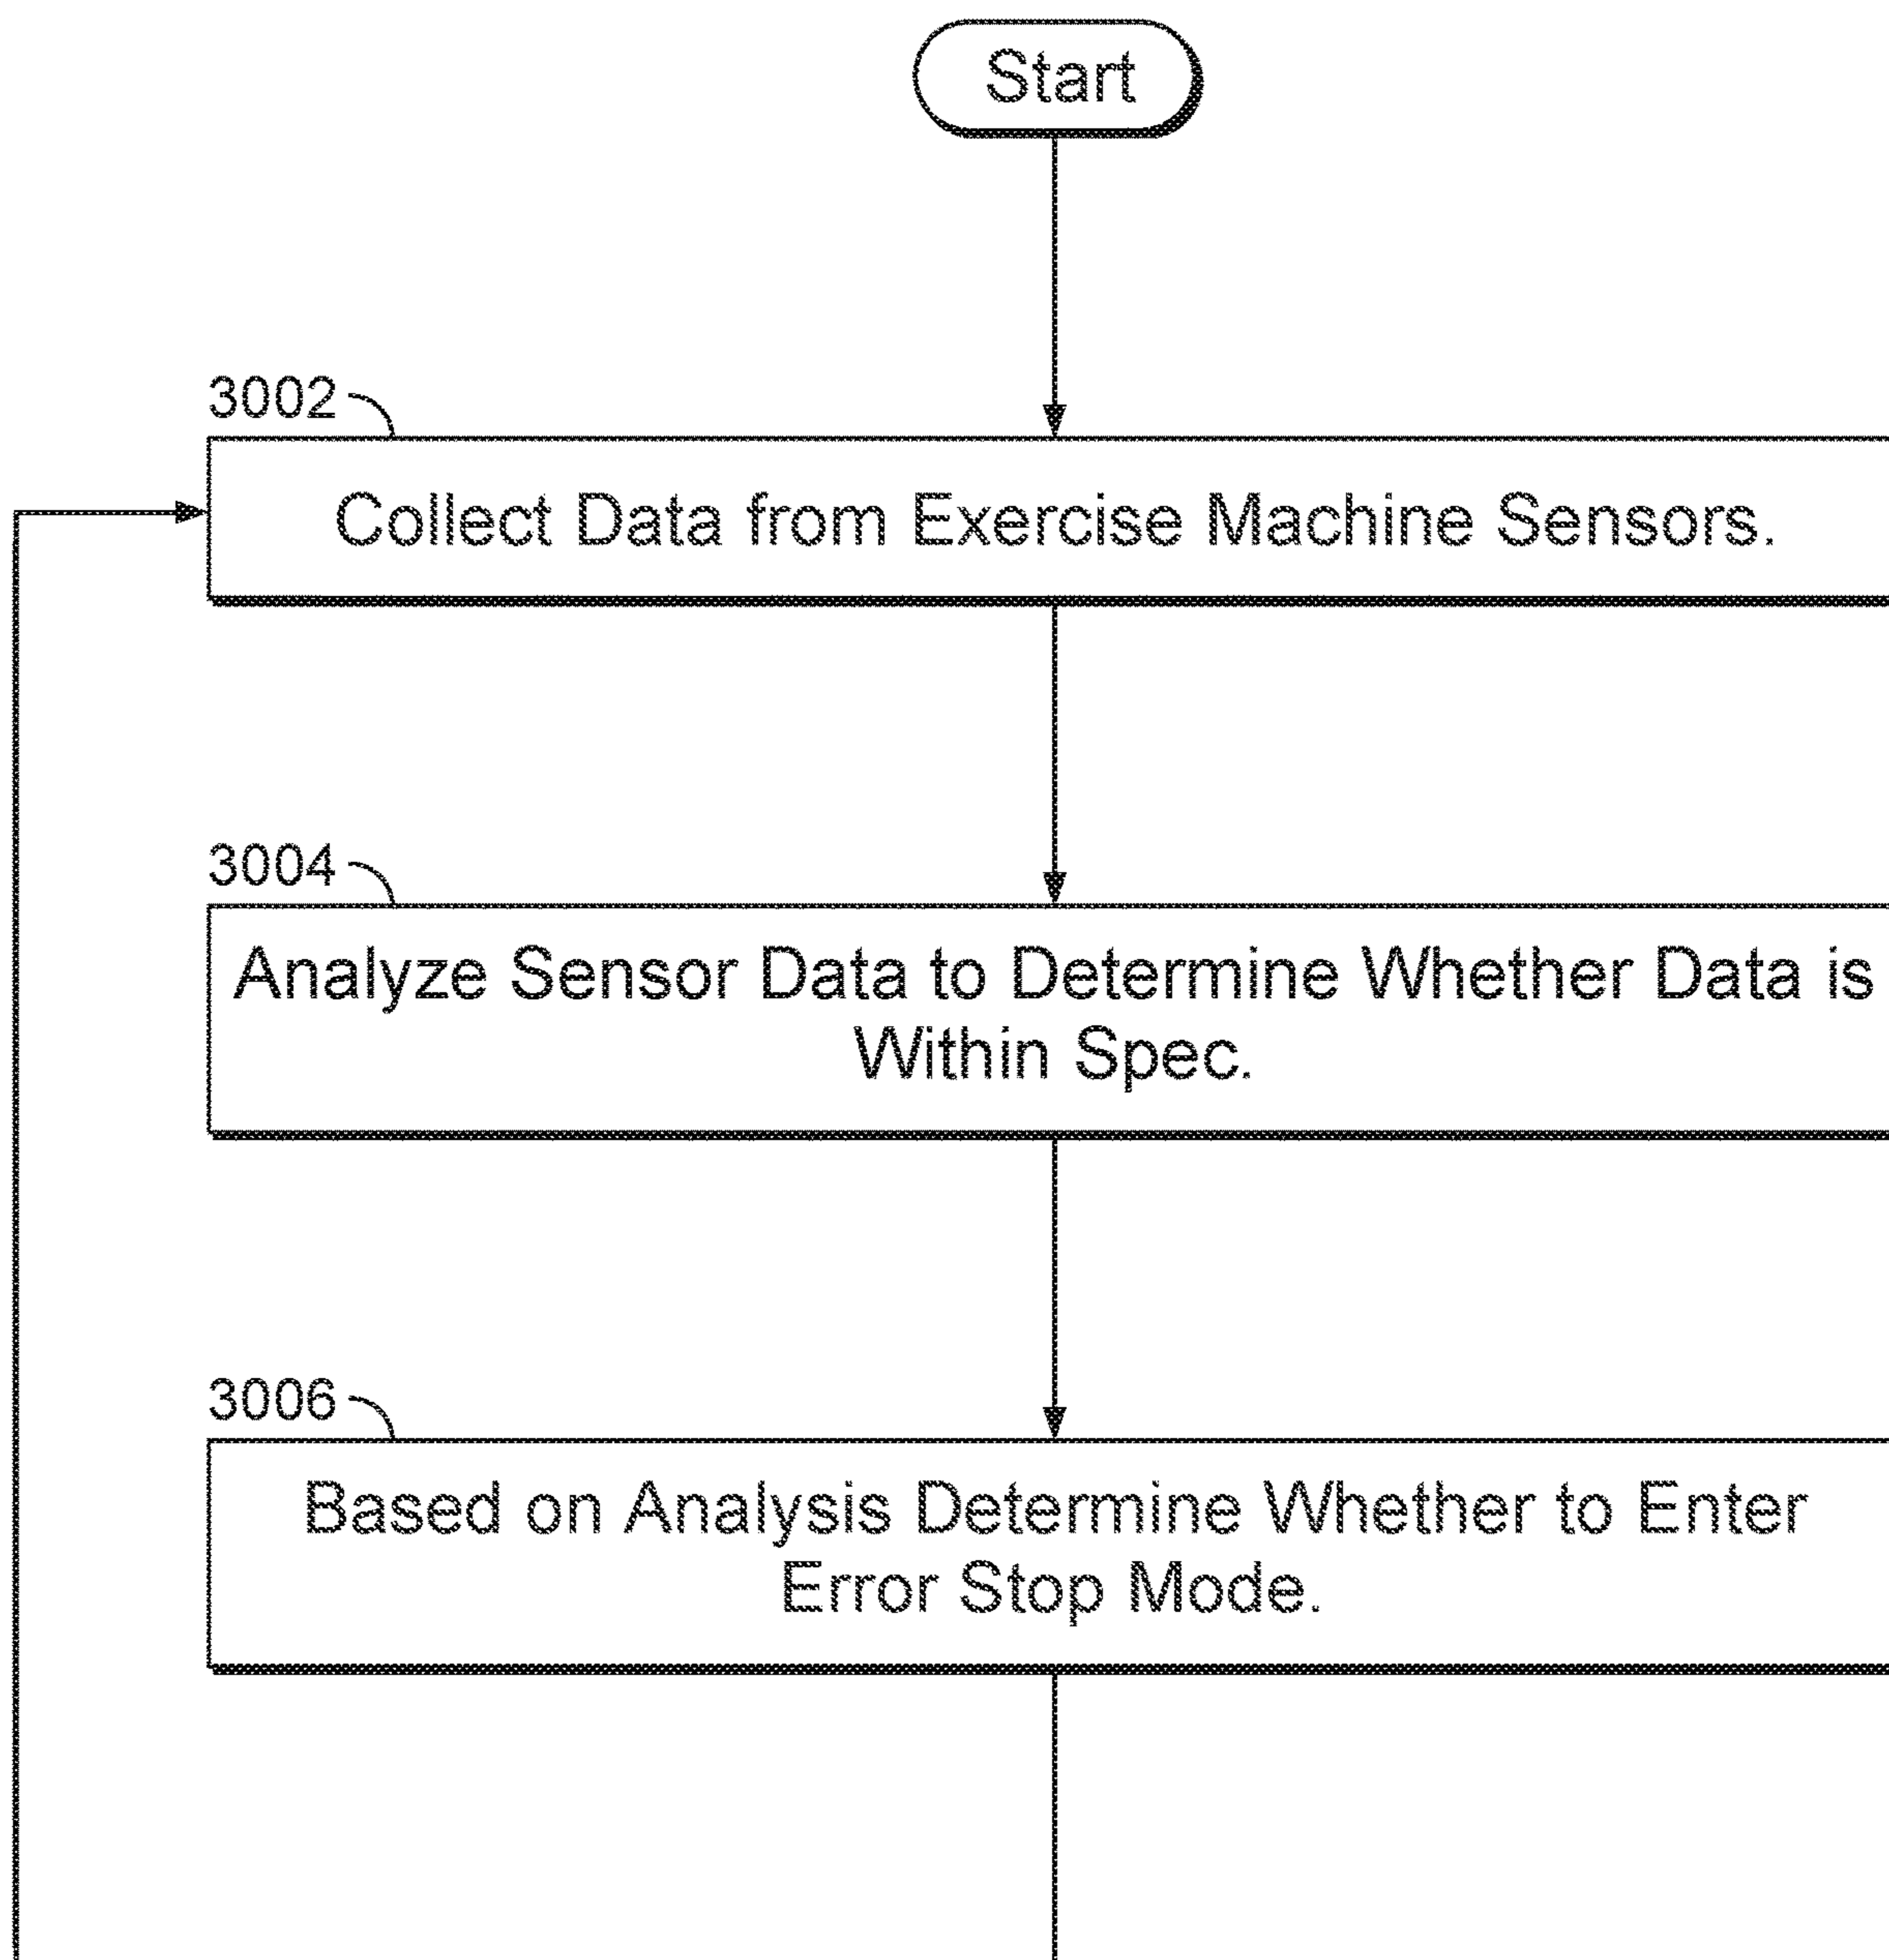 Start
3002
Collect Data from Exercise Machine Sensors.
3004
Analyze Sensor Data to Determine Whether Data is
Within Spec.
3006
Based on Analysis Determine Whether to Enter
Error Stop Mode.